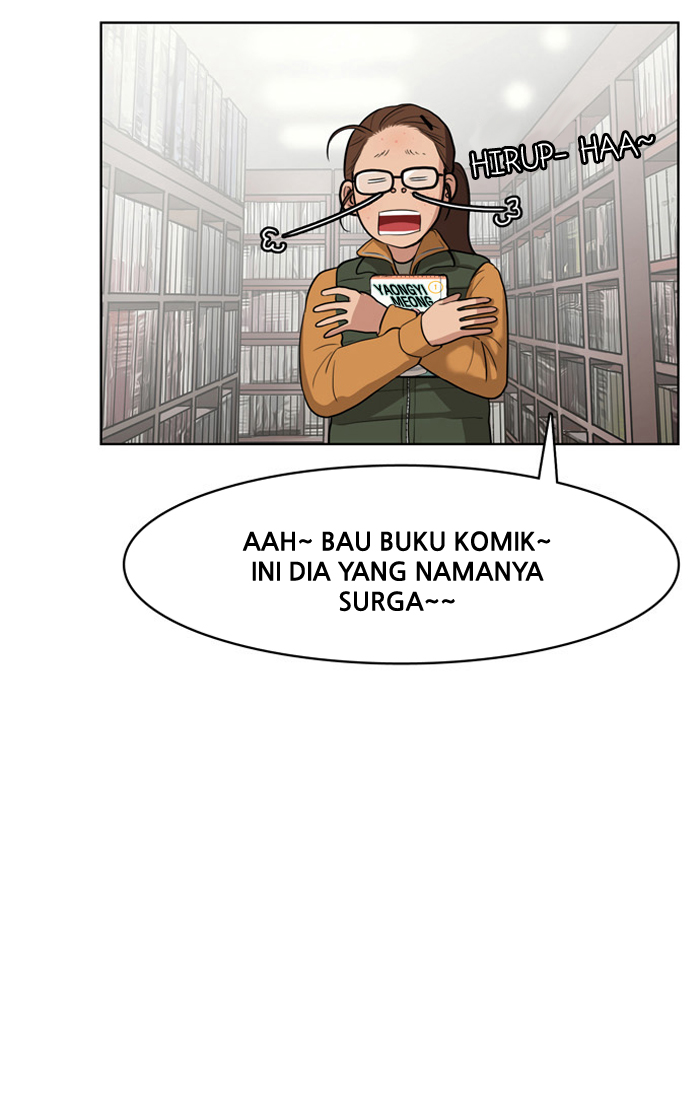 HIRUP- HAA~
YAONGYI
MEONG
AAH~ BAU BUKU KOMIK~
INI DIA YANG NAMANYA
SURGA~~